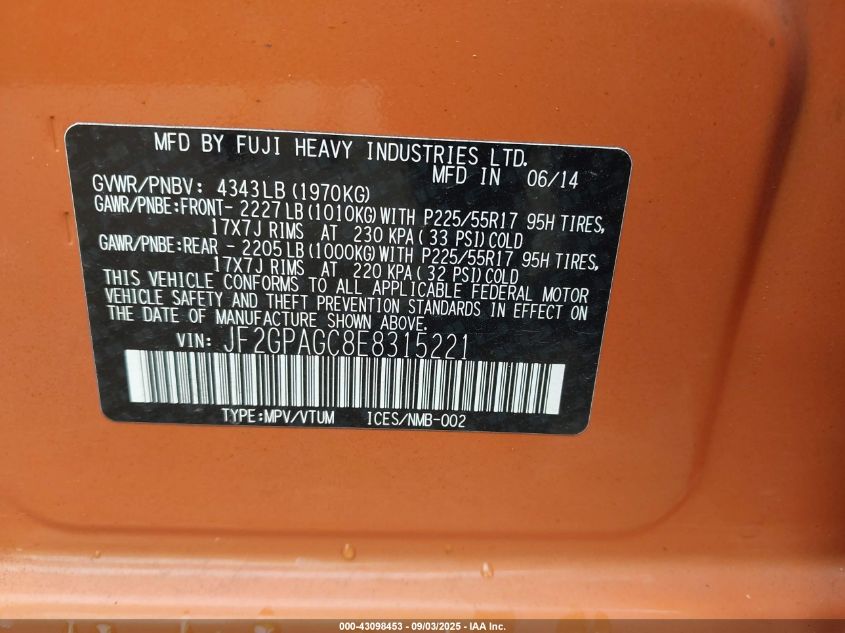 MFD BY FUJI HEAVY INDUSTRIES LTD.
MFD IN 06/14
GVWR/PNBV: 4343LB(1970KG)
GAWR/PNBE:FRONT- 2227LB(1010KG)WITH P225/55R17 95H TIRES,
17X7J RIMS AT 230 KPA(33 PSI)COLD
GAWR/PNBE:REAR - 2205LB(1000KG)WITH P225/55R17 95H TIRES,
17X7J RIMS AT 220 KPA(32 PSI)COLD
THIS VEHICLE CONFORMS TO ALL APPLICABLE FEDERAL MOTOR
VEHICLE SAFETY AND THEFT PREVENTION STANDARDS IN EFFECT ON
THE DATE OF MANUFACTURE SHOWN ABOVE.
VIN: JF2GPAGC8E8315221
TYPE:MPV/VTUM ICES/NMB-002
000-43098453 - 09/03/2025 - IAA Inc.